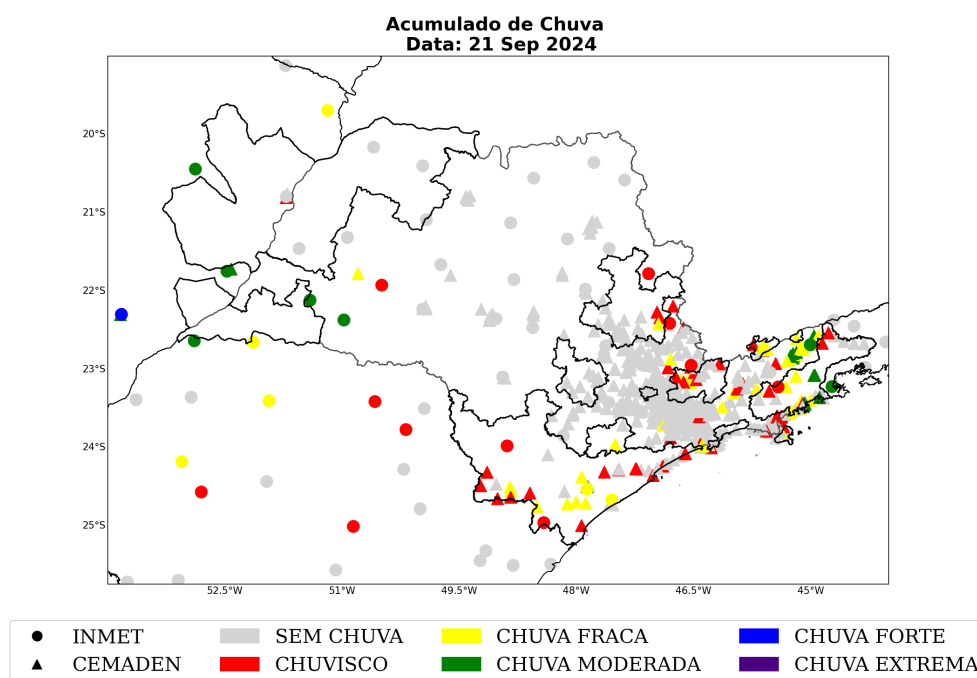 Acumulado de Chuva
Data: 21 Sep 2024
20°S
21°S
22°S
23°S
24°S
25°S
52.5°W 51°W 49.5°W 48°W 46.5°W 45°W
INMET SEM CHUVA CHUVA FRACA CHUVA FORTE
CEMADEN CHUVISCO CHUVA MODERADA CHUVA EXTREMA